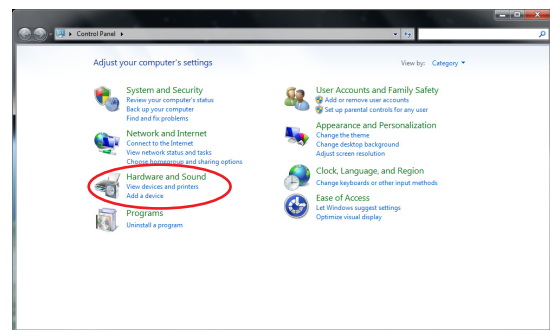 Control Panel
Adjust your computer's settings
View by: Category
System and Security
Review your computer's status
Back up your computer
Find and fix problems
Network and Internet
Connect to the Internet
View network status and tasks
Choose homegroup and sharing options
Hardware and Sound
View devices and printers
Add a device
Programs
Uninstall a program
User Accounts and Family Safety
Add or remove user accounts
Set up parental controls for any user
Appearance and Personalization
Change the theme
Change desktop background
Adjust screen resolution
Clock, Language, and Region
Change keyboards or other input methods
Ease of Access
Let Windows suggest settings
Optimize visual display